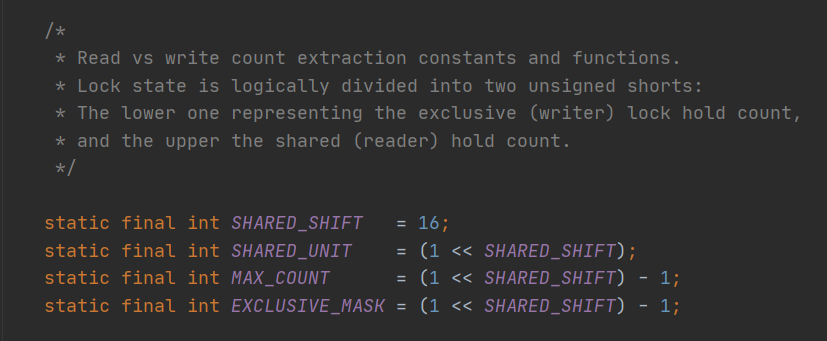 /*
 * Read vs write count extraction constants and functions.
 * Lock state is logically divided into two unsigned shorts:
 * The lower one representing the exclusive (writer) lock hold count,
 * and the upper the shared (reader) hold count.
 */
static final int SHARED_SHIFT   = 16;
static final int SHARED_UNIT    = (1 << SHARED_SHIFT);
static final int MAX_COUNT      = (1 << SHARED_SHIFT) - 1;
static final int EXCLUSIVE_MASK = (1 << SHARED_SHIFT) - 1;